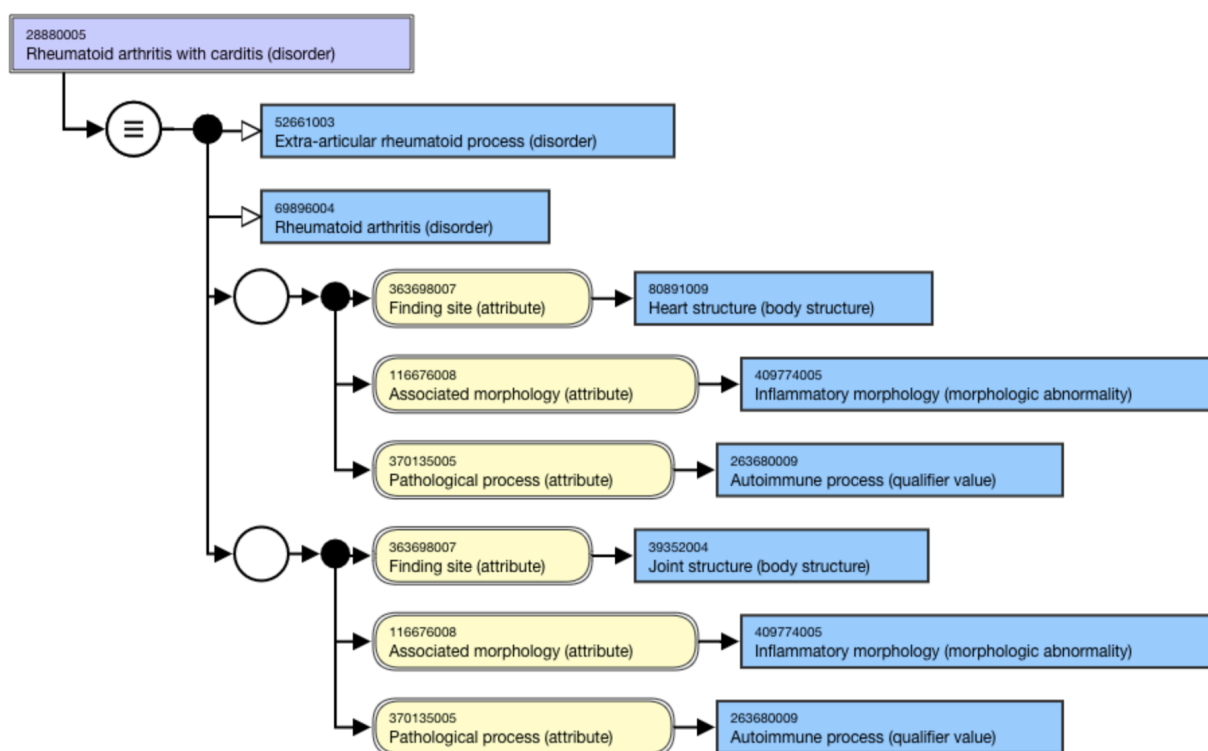 28880005
Rheumatoid arthritis with carditis (disorder)
52661003
Extra-articular rheumatoid process (disorder)
69896004
Rheumatoid arthritis (disorder)
363698007
Finding site (attribute)
80891009
Heart structure (body structure)
116676008
Associated morphology (attribute)
409774005
Inflammatory morphology (morphologic abnormality)
370135005
Pathological process (attribute)
263680009
Autoimmune process (qualifier value)
363698007
Finding site (attribute)
39352004
Joint structure (body structure)
116676008
Associated morphology (attribute)
409774005
Inflammatory morphology (morphologic abnormality)
370135005
Pathological process (attribute)
263680009
Autoimmune process (qualifier value)